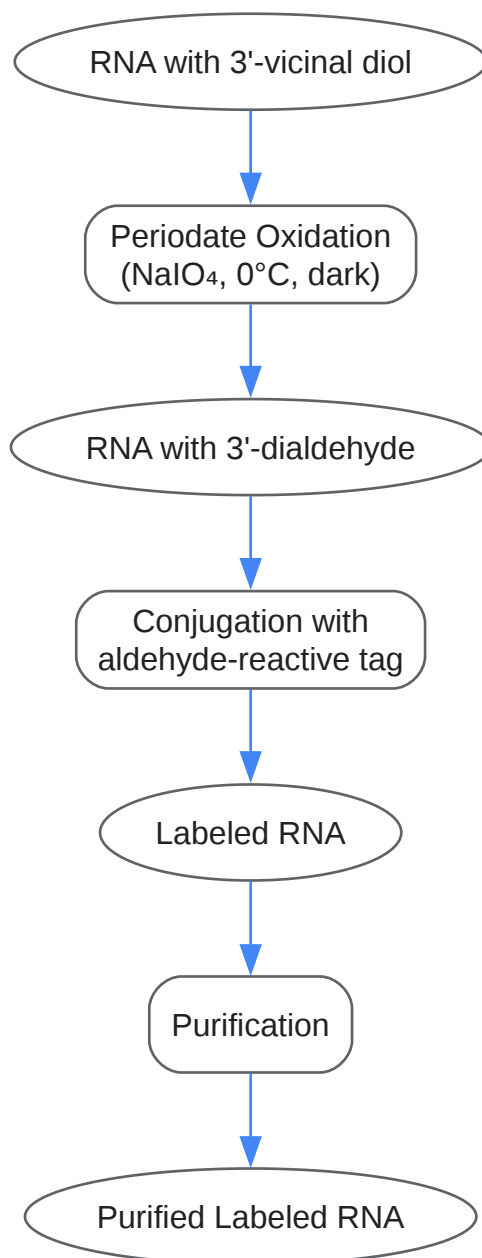 RNA with 3'-vicinal diol
Periodate Oxidation
(NaIO₄, 0°C, dark)
RNA with 3'-dialdehyde
Conjugation with
aldehyde-reactive tag
Labeled RNA
Purification
Purified Labeled RNA